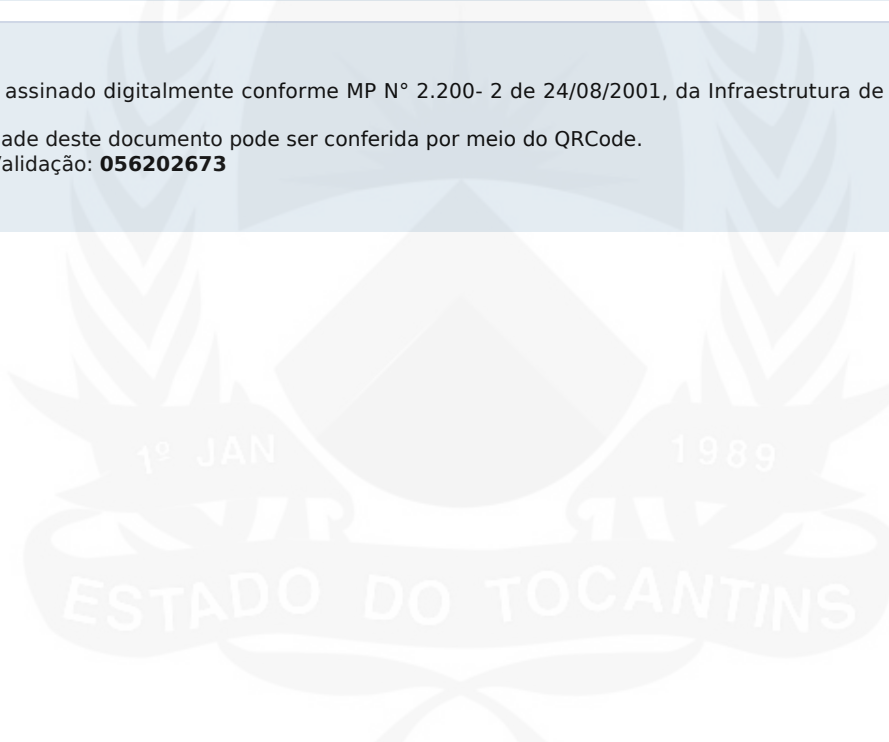 assinado digitalmente conforme MP N° 2.200- 2 de 24/08/2001, da Infraestrutura de
ade deste documento pode ser conferida por meio do QRCode.
alidação: 056202673
1º JAN 1989
ESTADO DO TOCANTINS